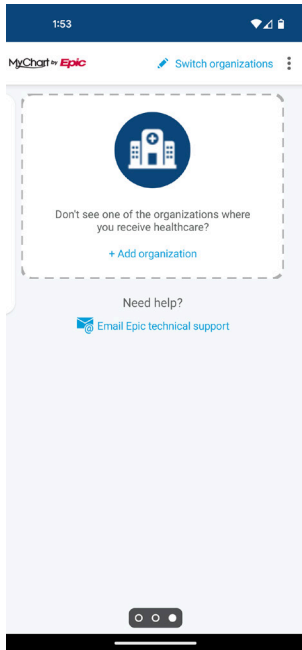 1:53
MyChart by Epic
Switch organizations
Don't see one of the organizations where
you receive healthcare?
+ Add organization
Need help?
Email Epic technical support